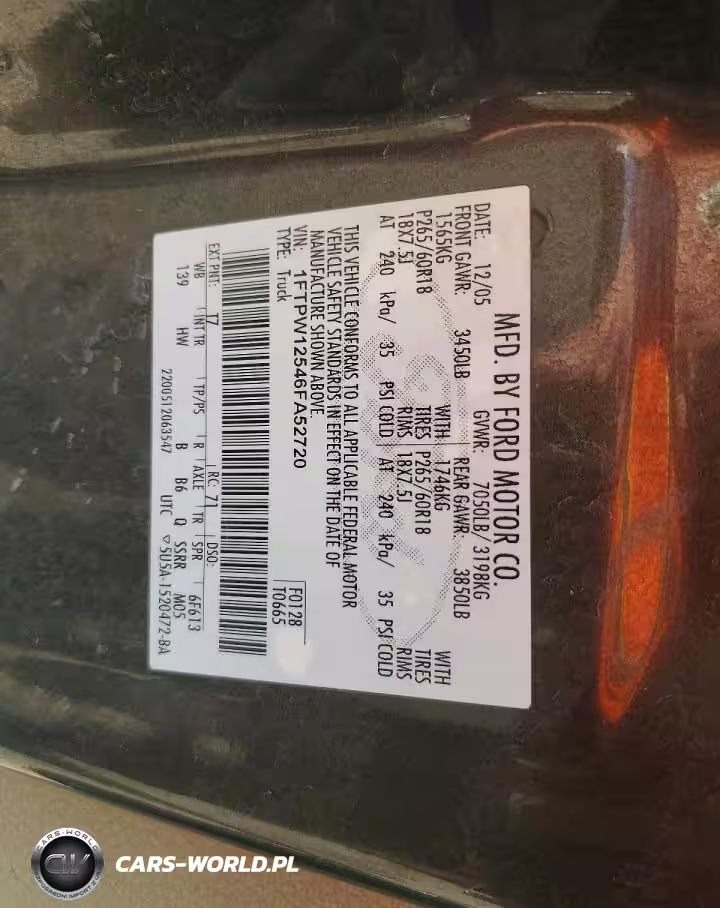 MFD. BY FORD MOTOR CO.
DATE: 12/05 GVWR: 7050LB/ 3198KG
FRONT GAWR: 3450LB REAR GAWR: 3850LB
1565KG WITH 1746KG WITH
P265/60R18 TIRES P265/60R18 TIRES
18X7.5J RIMS 18X7.5J RIMS
AT 240 kPa/ 35 PSI COLD AT 240 kPa/ 35 PSI COLD
THIS VEHICLE CONFORMS TO ALL APPLICABLE FEDERAL MOTOR
VEHICLE SAFETY STANDARDS IN EFFECT ON THE DATE OF
MANUFACTURE SHOWN ABOVE.
VIN: 1FTPW12546FA52720 F0128
TYPE: Truck T0665
EXT PNT: T7 RC: 71 DSO:
WB INT TR TP/PS R AXLE TR SPR 6F613
139 HW B B6 Q SSRR M05
2200512063547 UTC ▽5U5A-1520472-BA
CARS-WORLD
CW
CARS-WORLD.PL